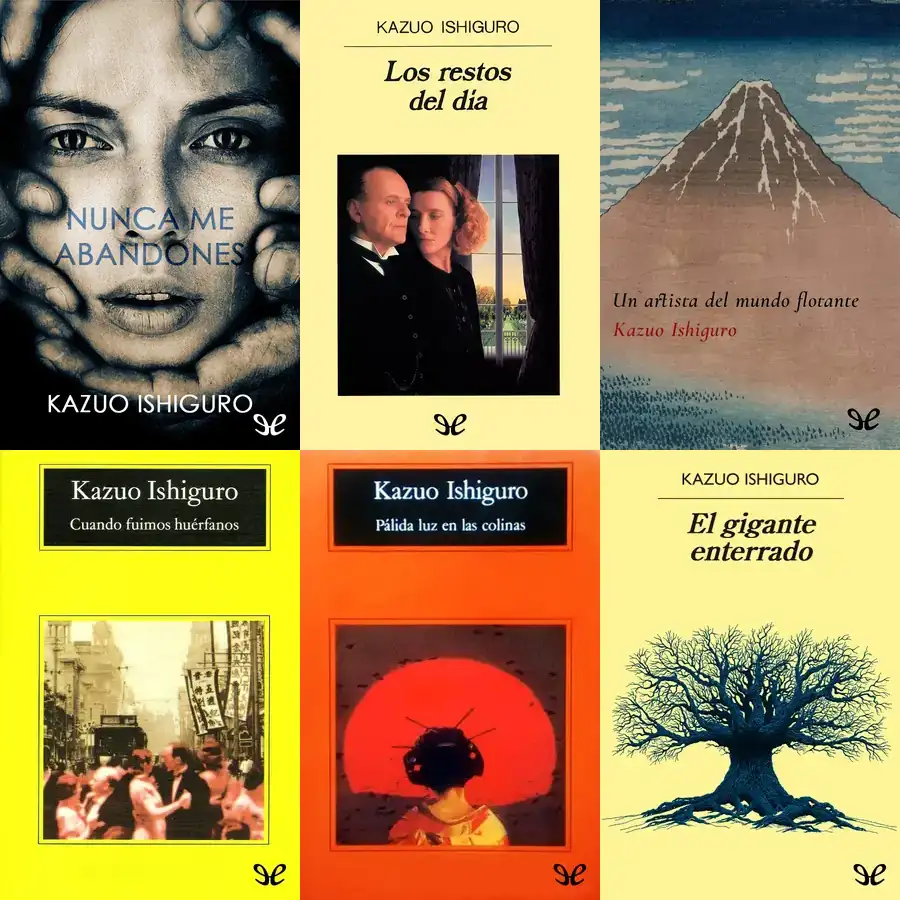 NUNCA ME
ABANDONES
KAZUO ISHIGURO
KAZUO ISHIGURO
Los restos
del día
Un artista del mundo flotante
Kazuo Ishiguro
Kazuo Ishiguro
Cuando fuimos huérfanos
Kazuo Ishiguro
Pálida luz en las colinas
KAZUO ISHIGURO
El gigante
enterrado